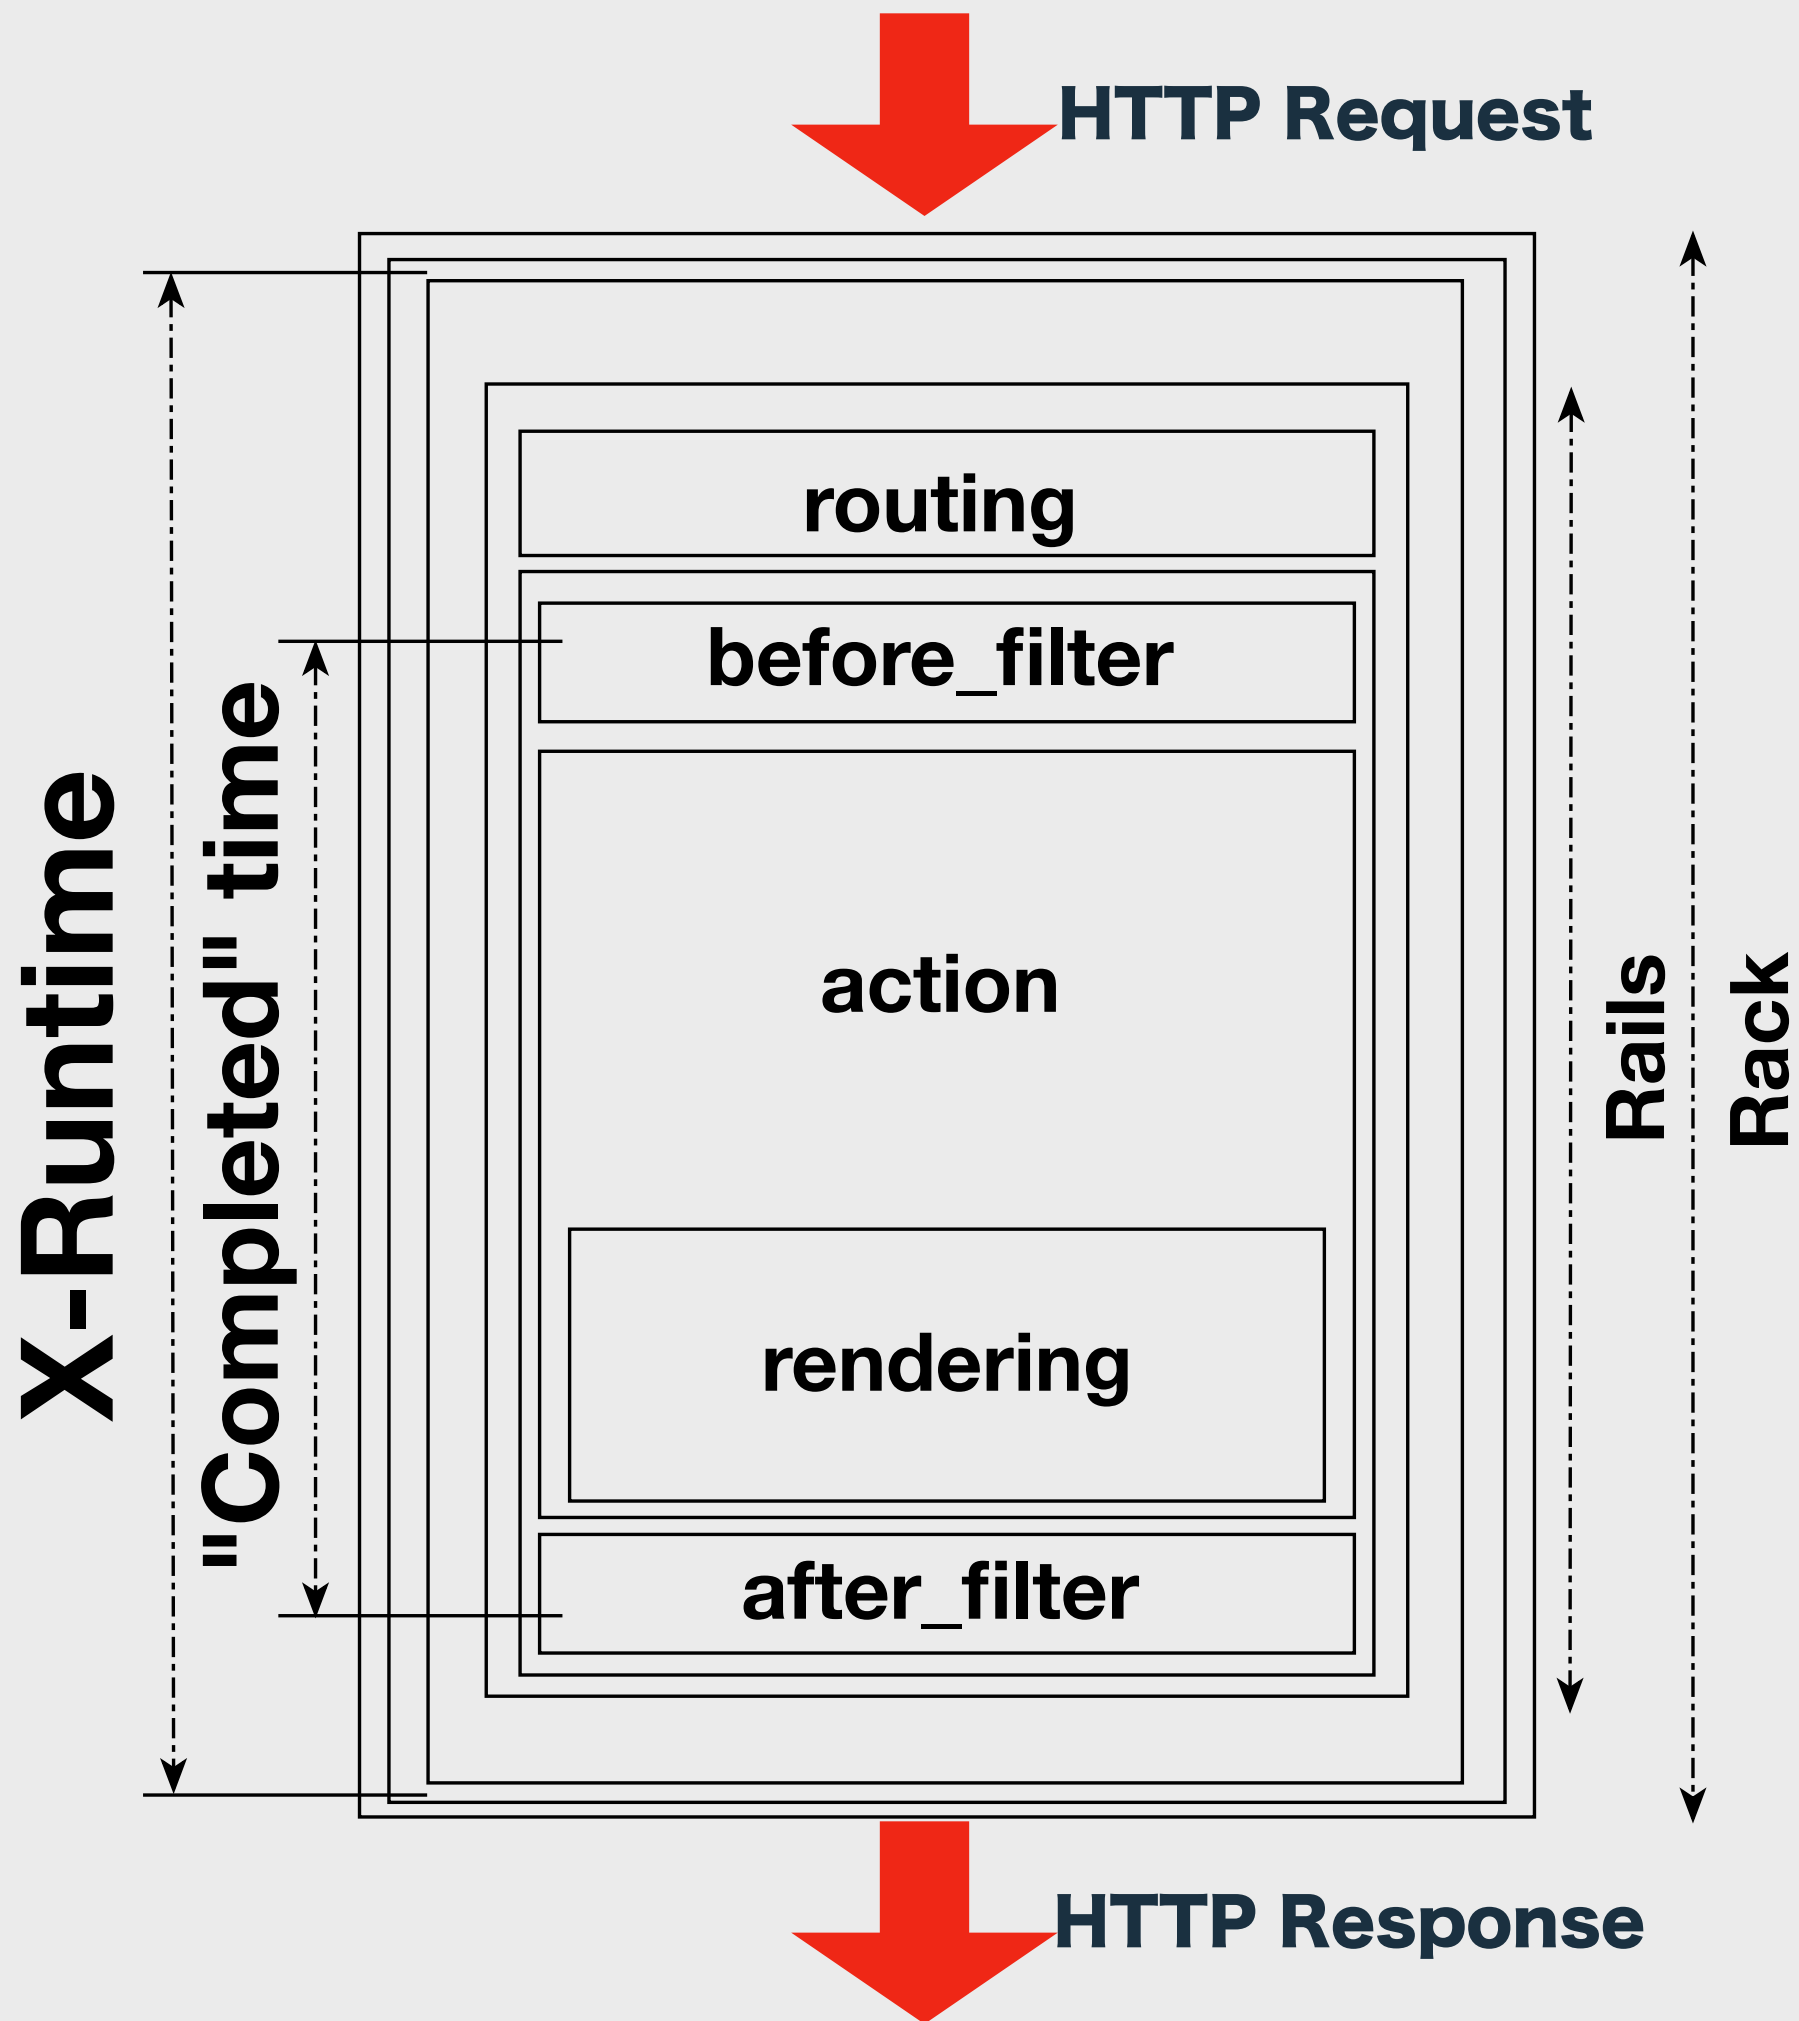 HTTP Request
routing
before_filter
action
rendering
after_filter
X-Runtime
"Completed" time
Rails
Rack
HTTP Response